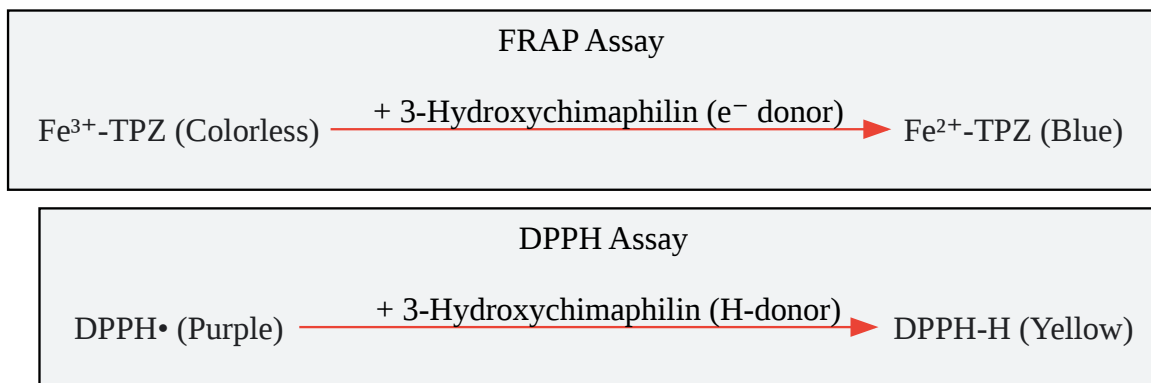 FRAP Assay
Fe³⁺-TPZ (Colorless) + 3-Hydroxychimaphilin (e⁻ donor) Fe²⁺-TPZ (Blue)
DPPH Assay
DPPH• (Purple) + 3-Hydroxychimaphilin (H-donor) DPPH-H (Yellow)